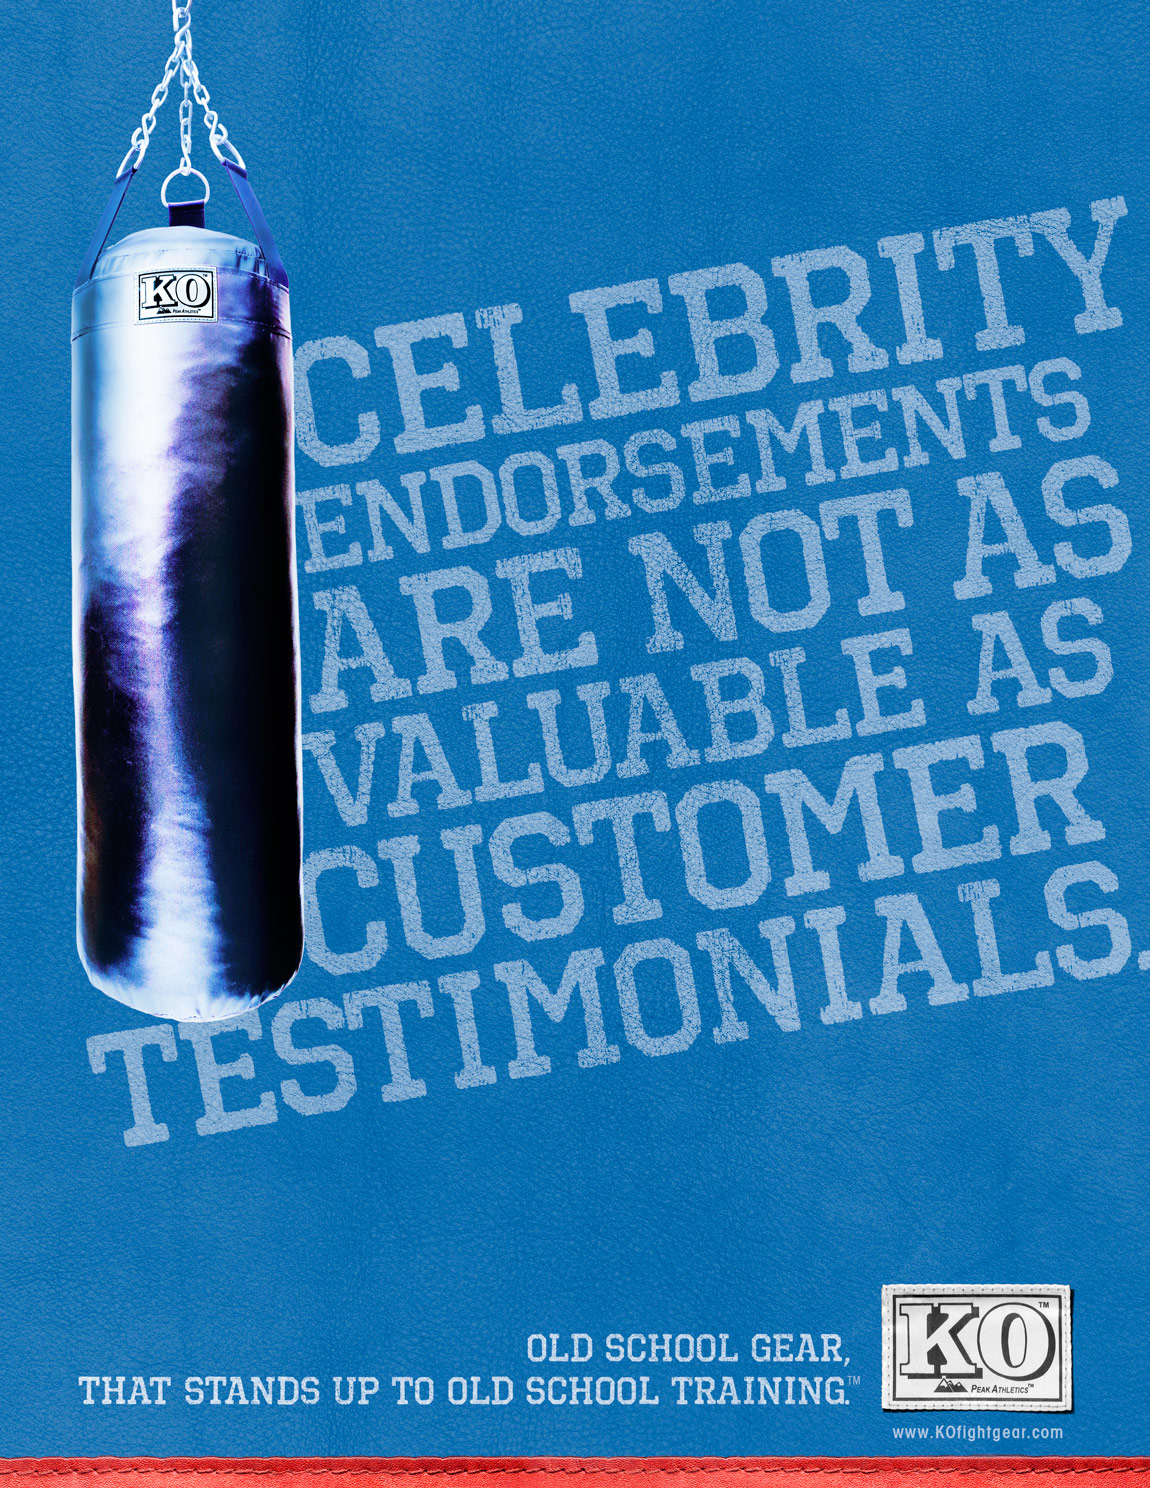 KO
PEAK ATHLETICS™
CELEBRITY
ENDORSEMENTS
ARE NOT AS
VALUABLE AS
CUSTOMER
TESTIMONIALS.
OLD SCHOOL GEAR,
THAT STANDS UP TO OLD SCHOOL TRAINING.™
KO™
PEAK ATHLETICS™
www.KOfightgear.com